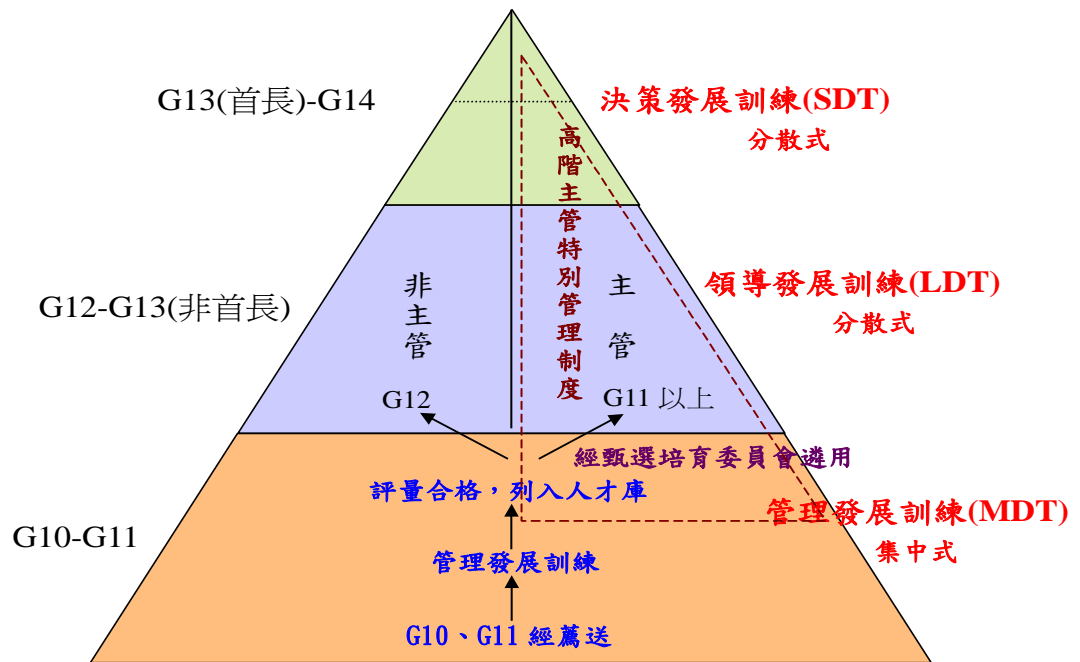 G13(首長)-G14
決策發展訓練(SDT)
分散式
高階主管特別管理制度
G12-G13(非首長)
非主管
主管
領導發展訓練(LDT)
分散式
G12
G11 以上
經甄選培育委員會遴用
評量合格，列入人才庫
管理發展訓練(MDT)
集中式
G10-G11
管理發展訓練
G10、G11 經薦送